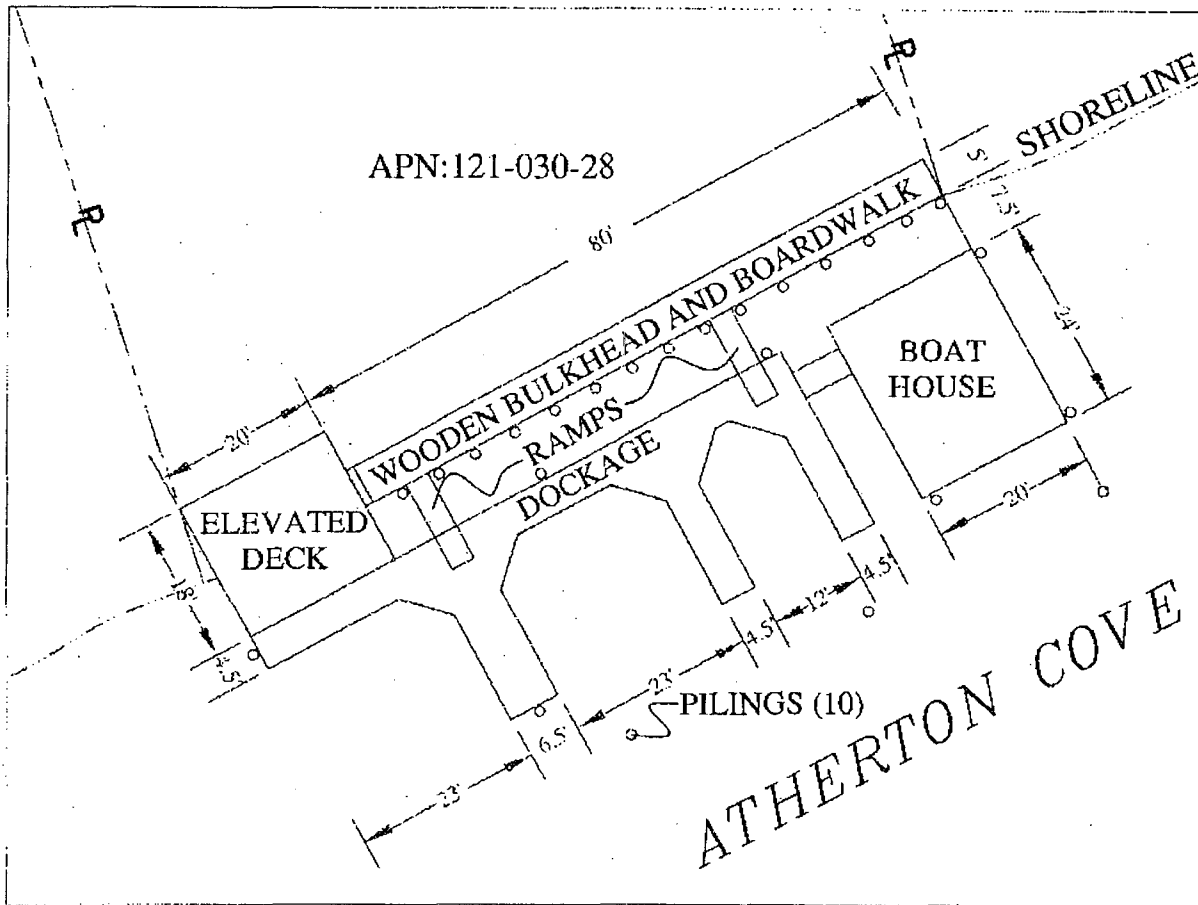 PL
PL
SHORELINE
5'
7.5'
APN:121-030-28
80'
WOODEN BULKHEAD AND BOARDWALK
24'
BOAT
HOUSE
RAMPS
DOCKAGE
20'
ELEVATED
DECK
18'
4.5'
20'
4.5'
12'
4.5'
23'
PILINGS (10)
6.5'
23'
ATHERTON COVE